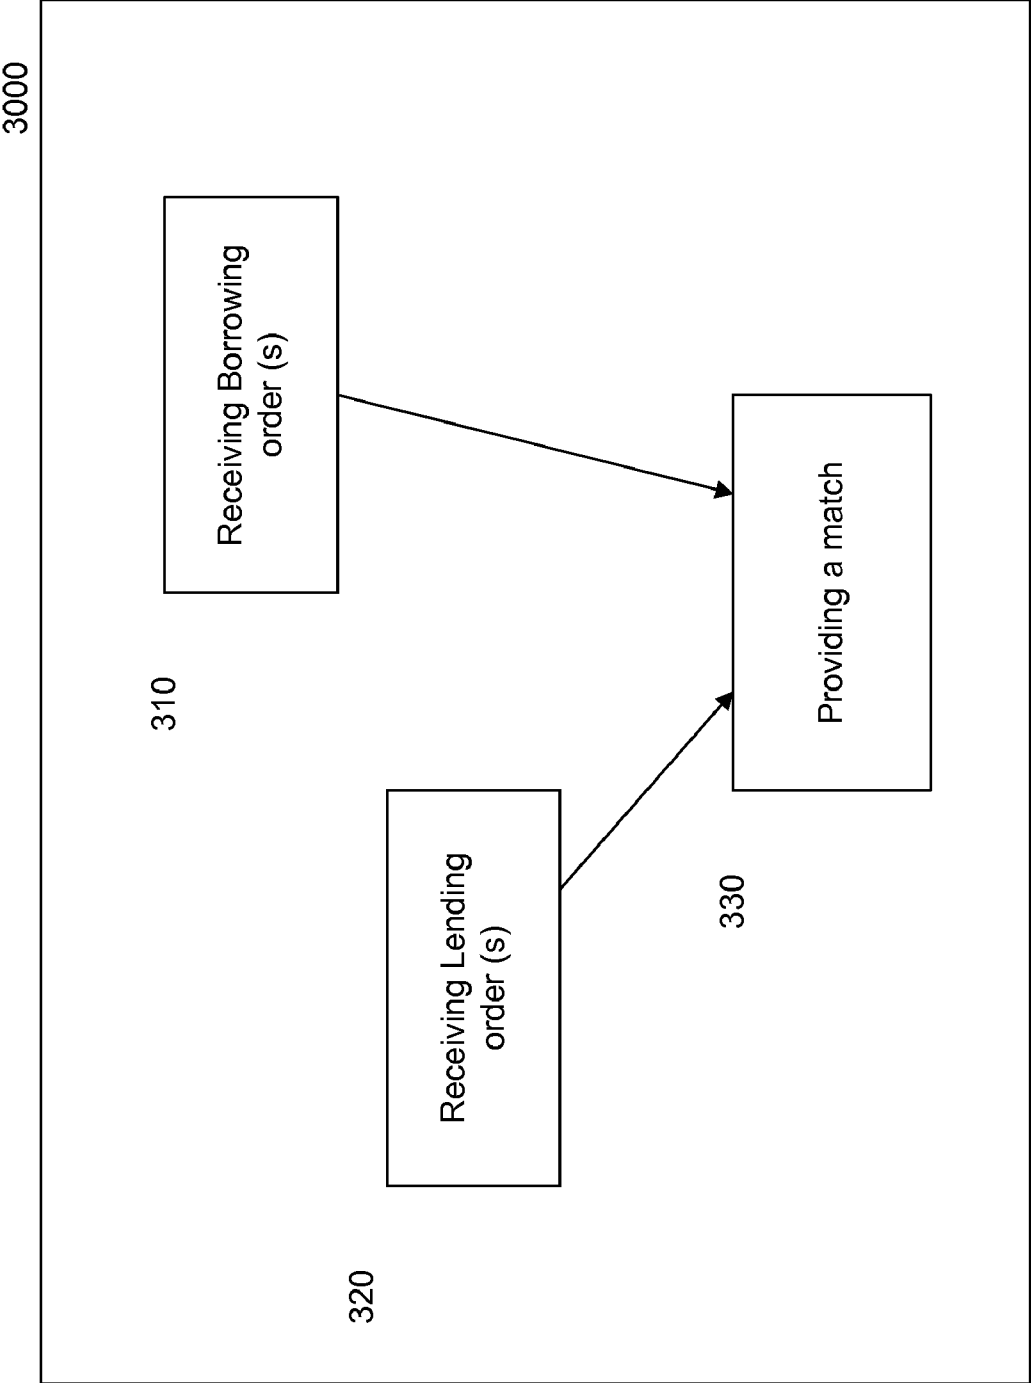 3000
310
Receiving Borrowing
order (s)
320
Receiving Lending
order (s)
330
Providing a match